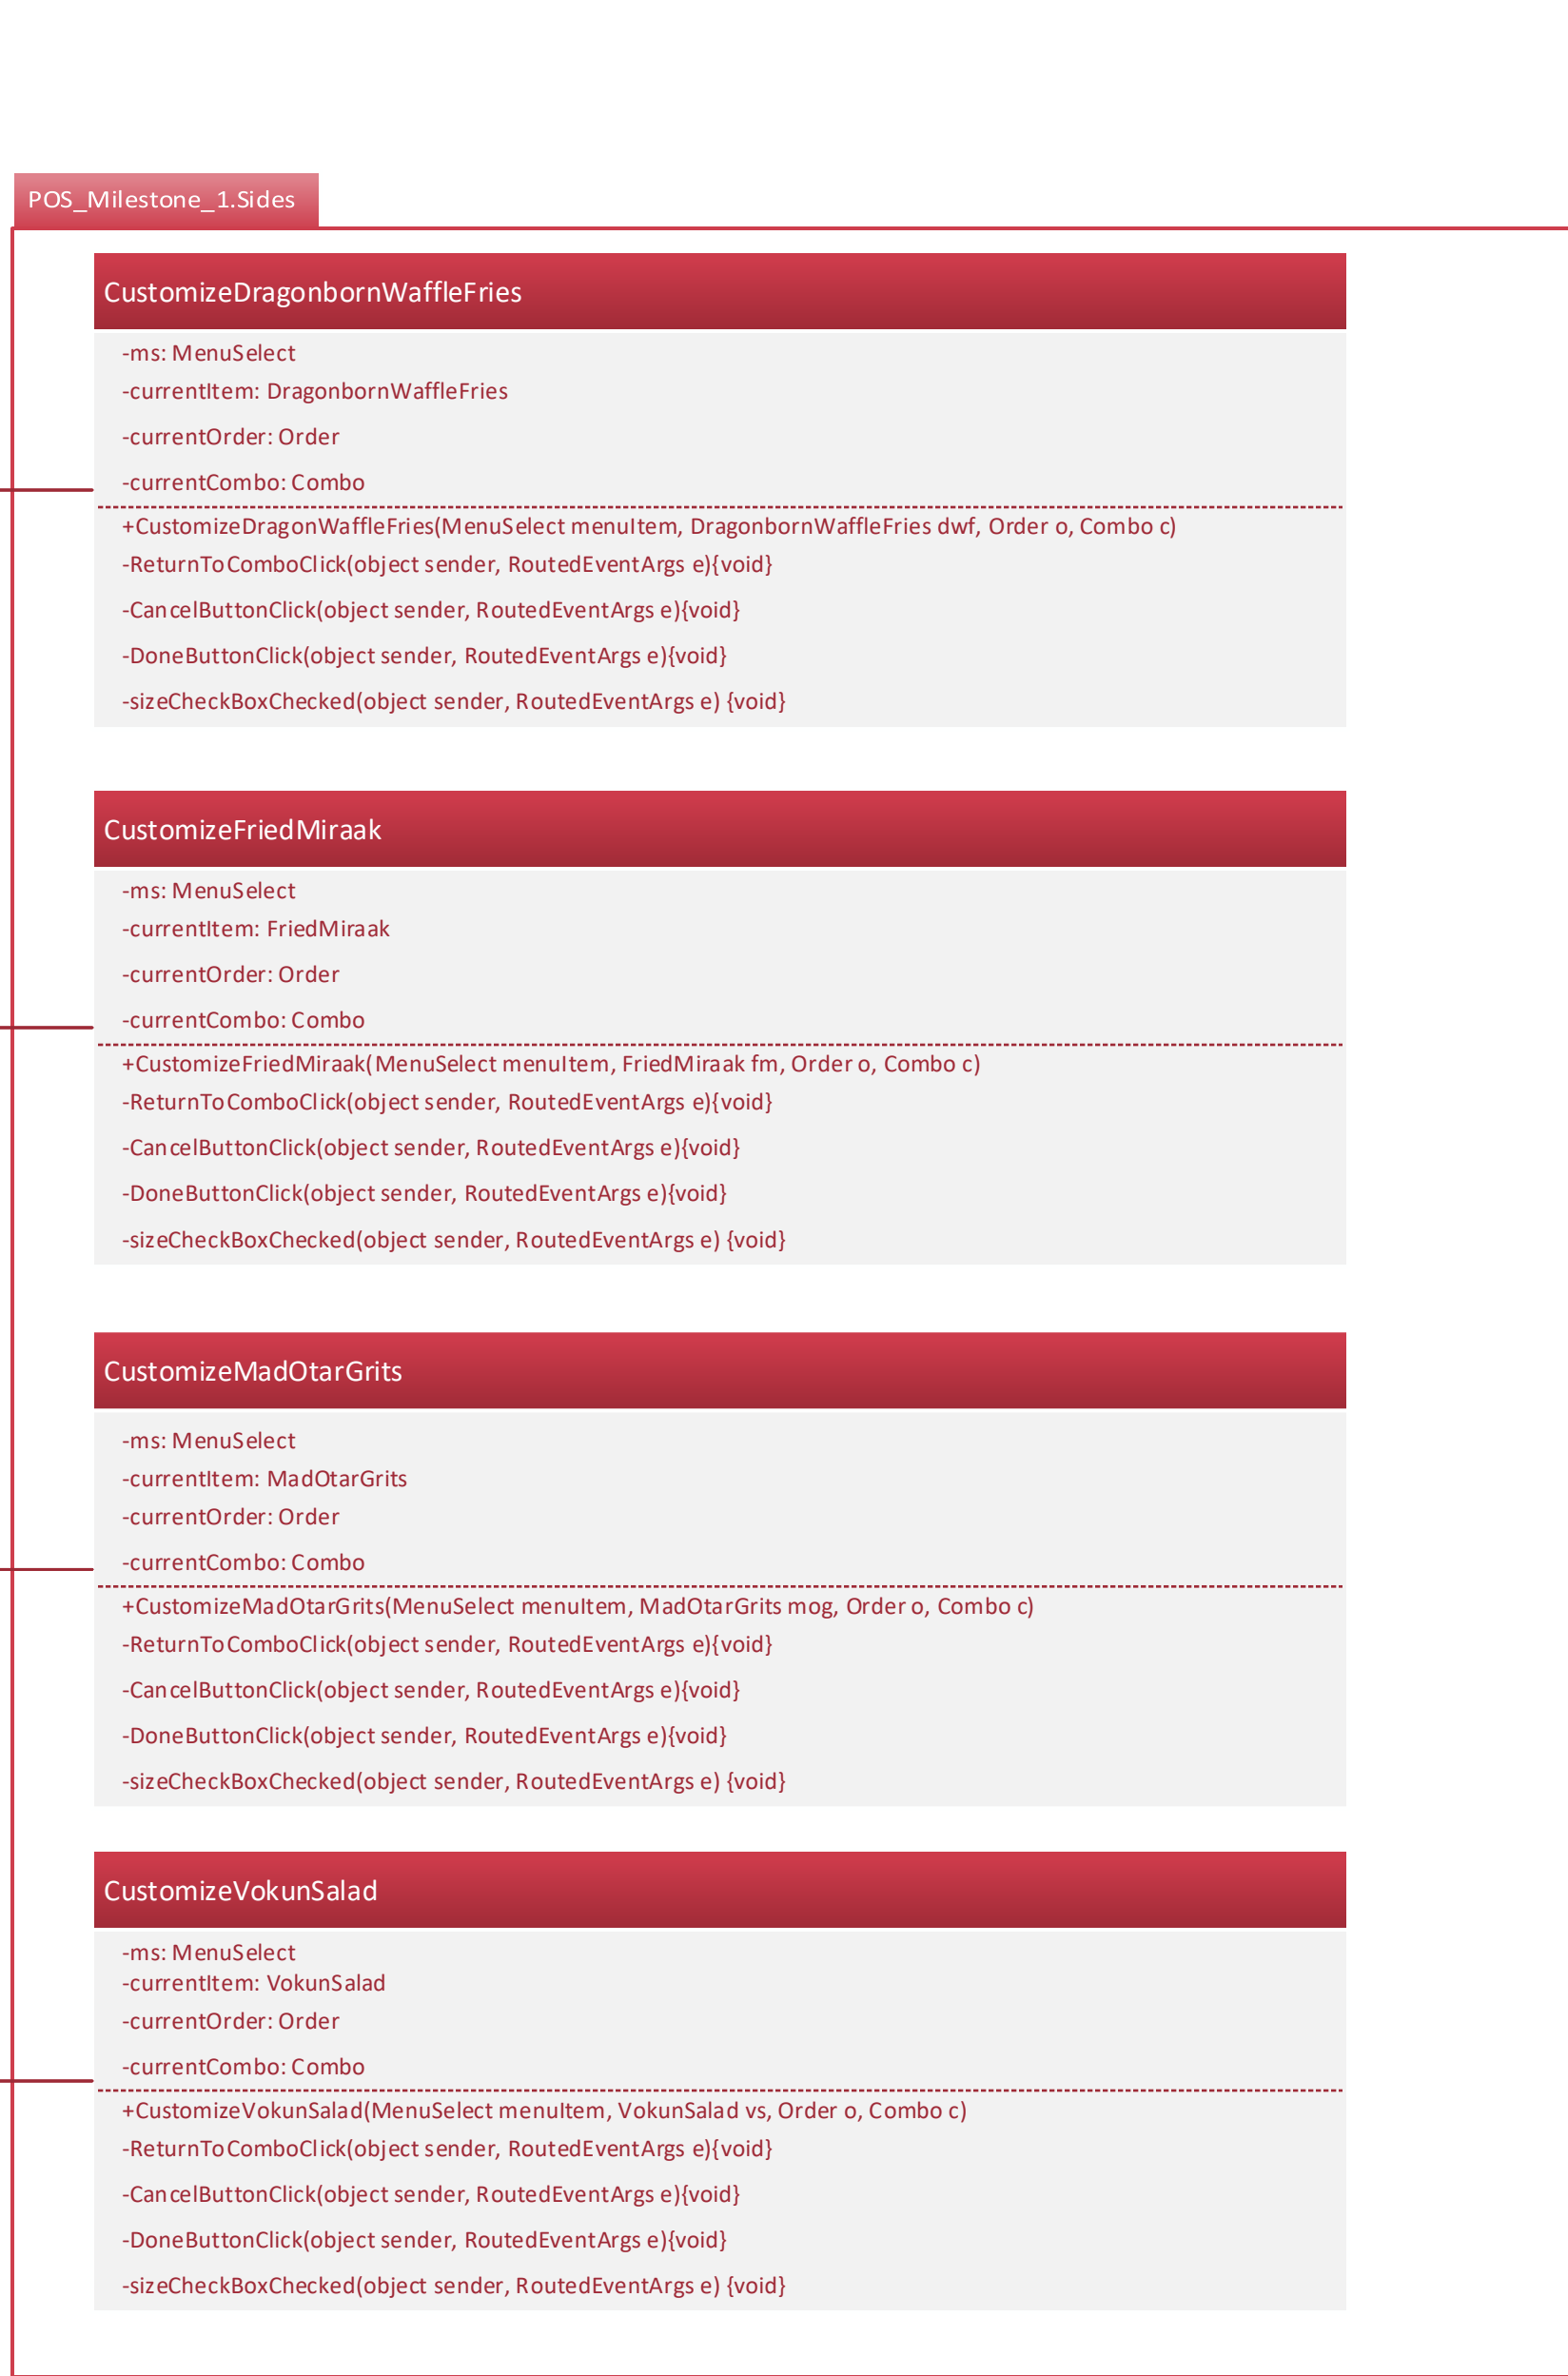 POS_Milestone_1.Sides
CustomizeDragonbornWaffleFries
-ms: MenuSelect
-currentItem: DragonbornWaffleFries
-currentOrder: Order
-currentCombo: Combo
+CustomizeDragonWaffleFries(MenuSelect menuItem, DragonbornWaffleFries dwf, Order o, Combo c)
-ReturnToComboClick(object sender, RoutedEventArgs e){void}
-CancelButtonClick(object sender, RoutedEventArgs e){void}
-DoneButtonClick(object sender, RoutedEventArgs e){void}
-sizeCheckBoxChecked(object sender, RoutedEventArgs e) {void}
CustomizeFriedMiraak
-ms: MenuSelect
-currentItem: FriedMiraak
-currentOrder: Order
-currentCombo: Combo
+CustomizeFriedMiraak(MenuSelect menuItem, FriedMiraak fm, Order o, Combo c)
-ReturnToComboClick(object sender, RoutedEventArgs e){void}
-CancelButtonClick(object sender, RoutedEventArgs e){void}
-DoneButtonClick(object sender, RoutedEventArgs e){void}
-sizeCheckBoxChecked(object sender, RoutedEventArgs e) {void}
CustomizeMadOtarGrits
-ms: MenuSelect
-currentItem: MadOtarGrits
-currentOrder: Order
-currentCombo: Combo
+CustomizeMadOtarGrits(MenuSelect menuItem, MadOtarGrits mog, Order o, Combo c)
-ReturnToComboClick(object sender, RoutedEventArgs e){void}
-CancelButtonClick(object sender, RoutedEventArgs e){void}
-DoneButtonClick(object sender, RoutedEventArgs e){void}
-sizeCheckBoxChecked(object sender, RoutedEventArgs e) {void}
CustomizeVokunSalad
-ms: MenuSelect
-currentItem: VokunSalad
-currentOrder: Order
-currentCombo: Combo
+CustomizeVokunSalad(MenuSelect menuItem, VokunSalad vs, Order o, Combo c)
-ReturnToComboClick(object sender, RoutedEventArgs e){void}
-CancelButtonClick(object sender, RoutedEventArgs e){void}
-DoneButtonClick(object sender, RoutedEventArgs e){void}
-sizeCheckBoxChecked(object sender, RoutedEventArgs e) {void}